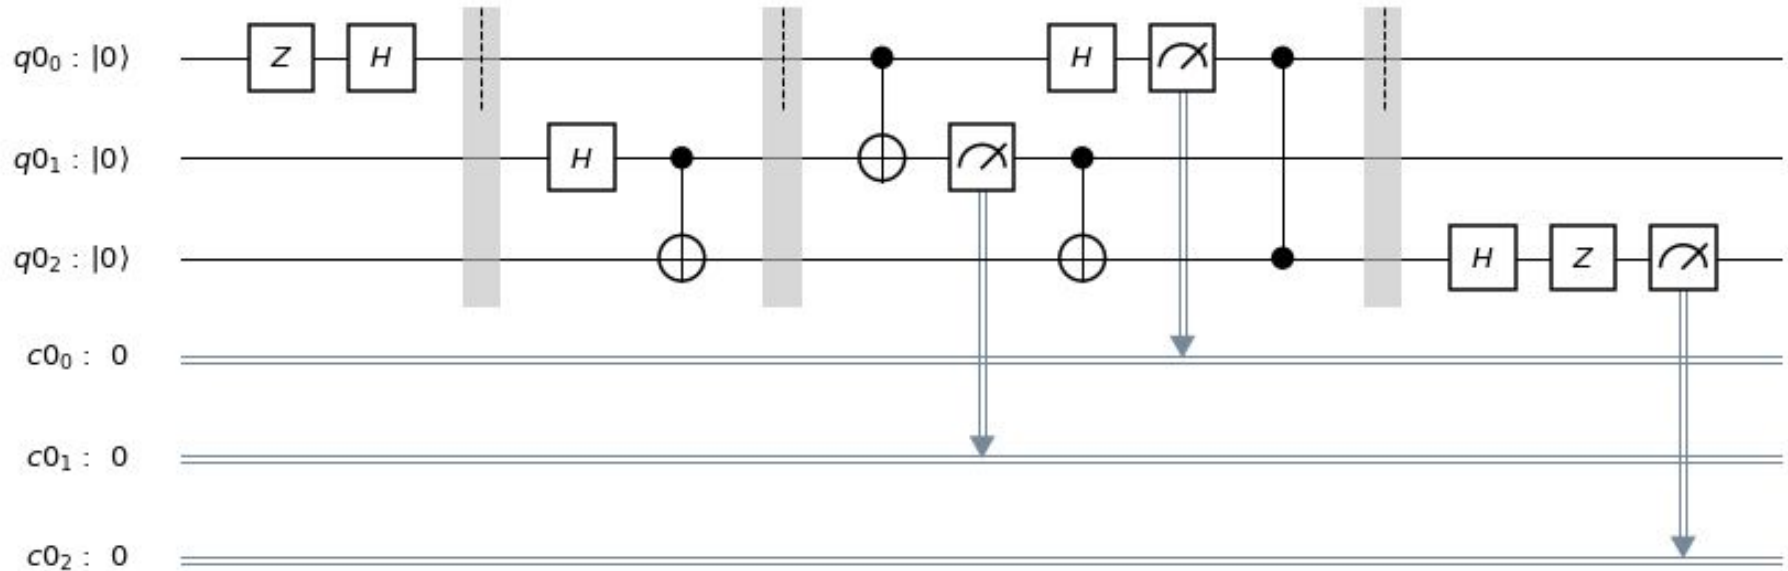 q0₀ : |0⟩ Z H H
q0₁ : |0⟩ H
q0₂ : |0⟩ H Z
c0₀ : 0
c0₁ : 0
c0₂ : 0